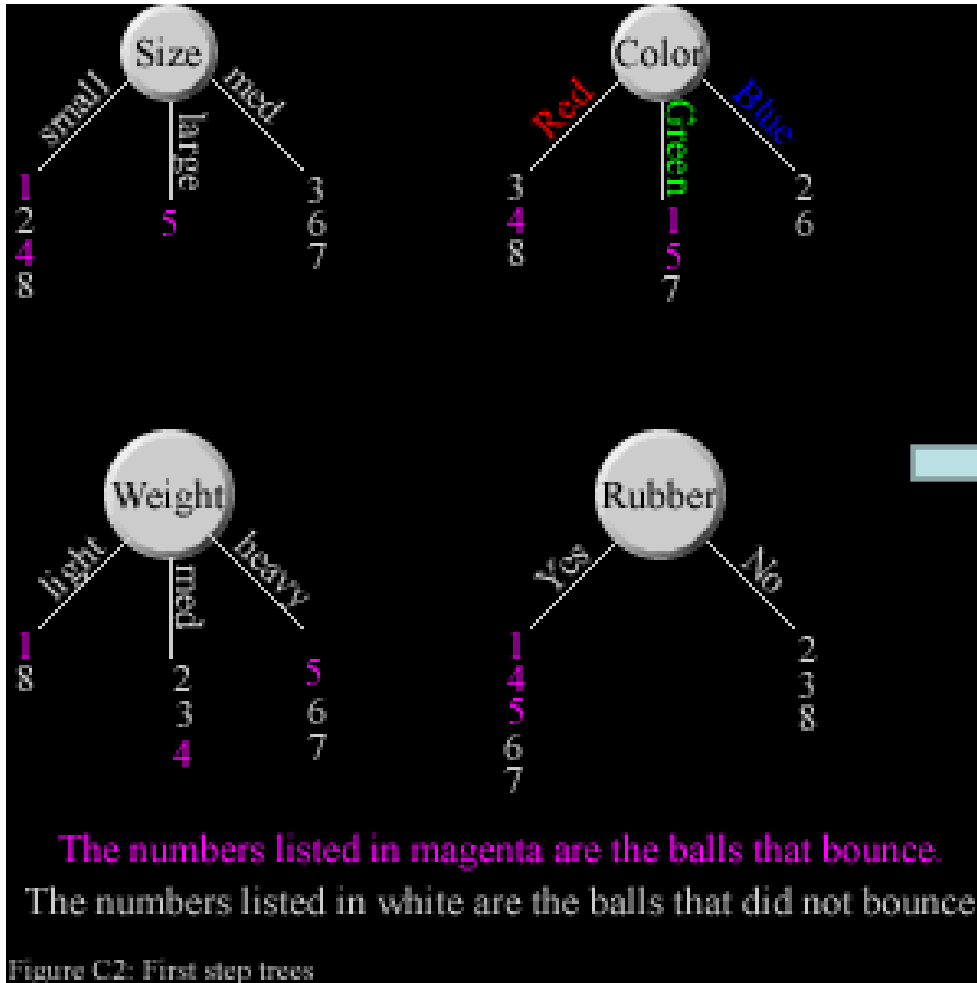 Size
small
large
med
1
2
4
8
5
3
6
7
Color
Red
Green
Blue
3
4
8
1
5
7
2
6
Weight
light
med
heavy
1
8
2
3
4
5
6
7
Rubber
Yes
No
1
4
5
6
7
2
3
8
The numbers listed in magenta are the balls that bounce.
The numbers listed in white are the balls that did not bounce
Figure C2: First step trees